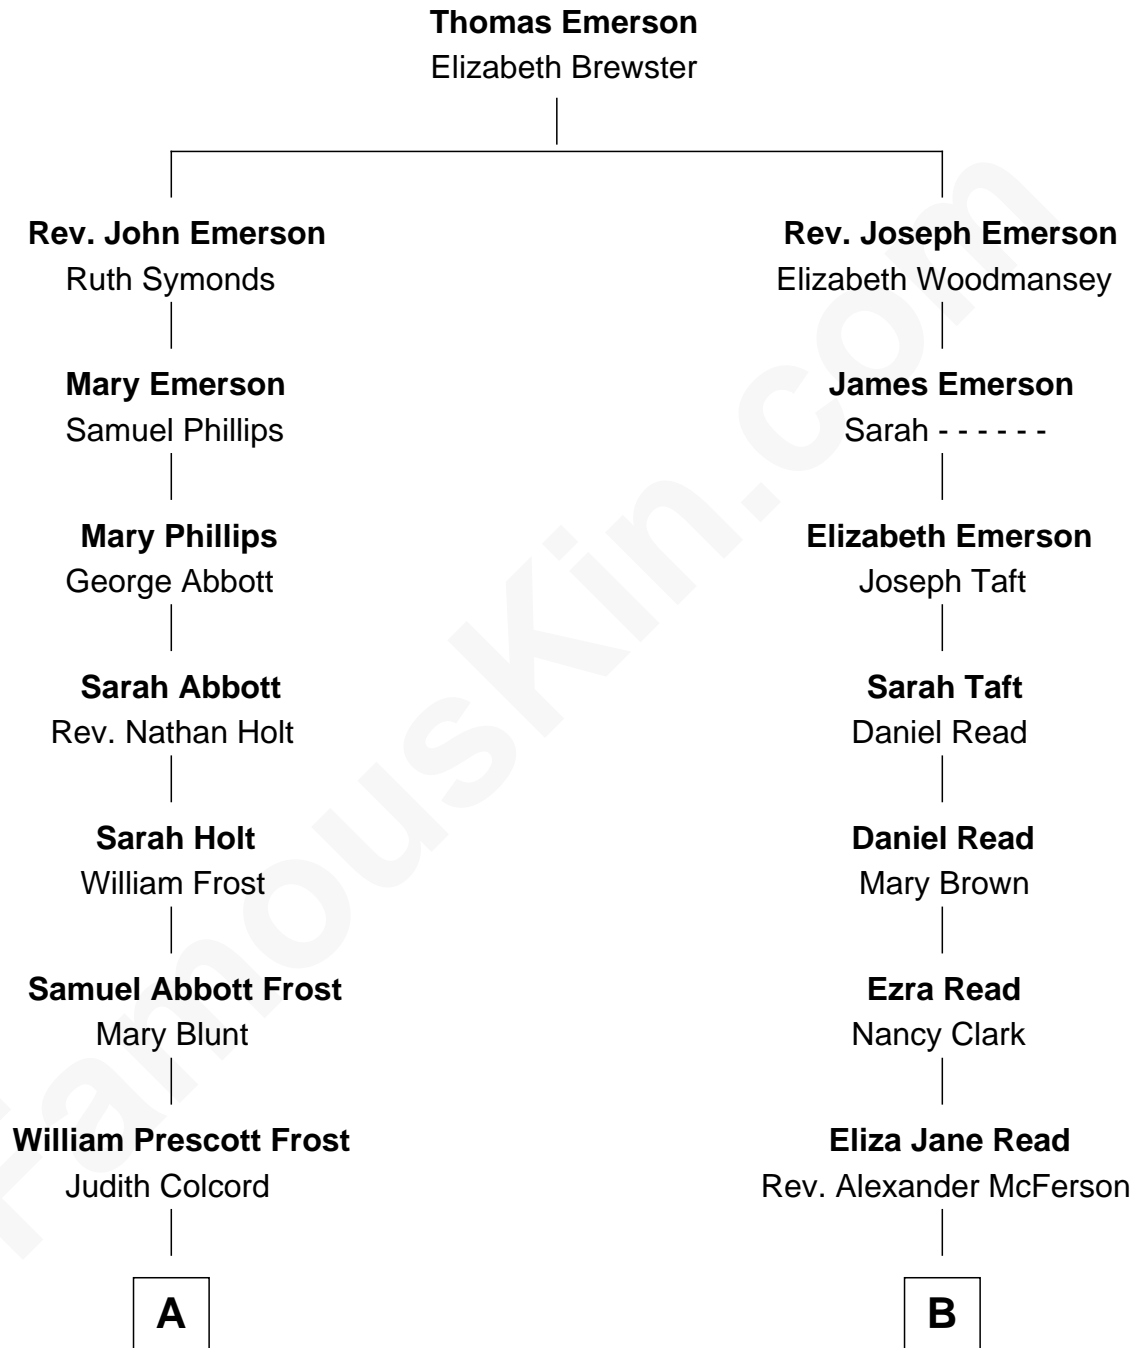 Thomas Emerson
Elizabeth Brewster
Rev. John Emerson
Ruth Symonds
Rev. Joseph Emerson
Elizabeth Woodmansey
Mary Emerson
Samuel Phillips
James Emerson
Sarah - - - - - -
Mary Phillips
George Abbott
Elizabeth Emerson
Joseph Taft
Sarah Abbott
Rev. Nathan Holt
Sarah Taft
Daniel Read
Sarah Holt
William Frost
Daniel Read
Mary Brown
Samuel Abbott Frost
Mary Blunt
Ezra Read
Nancy Clark
William Prescott Frost
Judith Colcord
Eliza Jane Read
Rev. Alexander McFerson
A
B
FamousKin.com